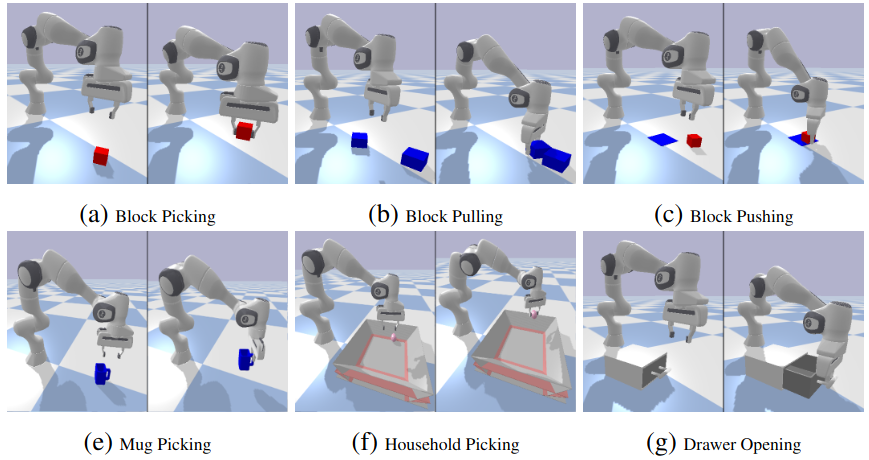 (a) Block Picking
(b) Block Pulling
(c) Block Pushing
(e) Mug Picking
(f) Household Picking
(g) Drawer Opening